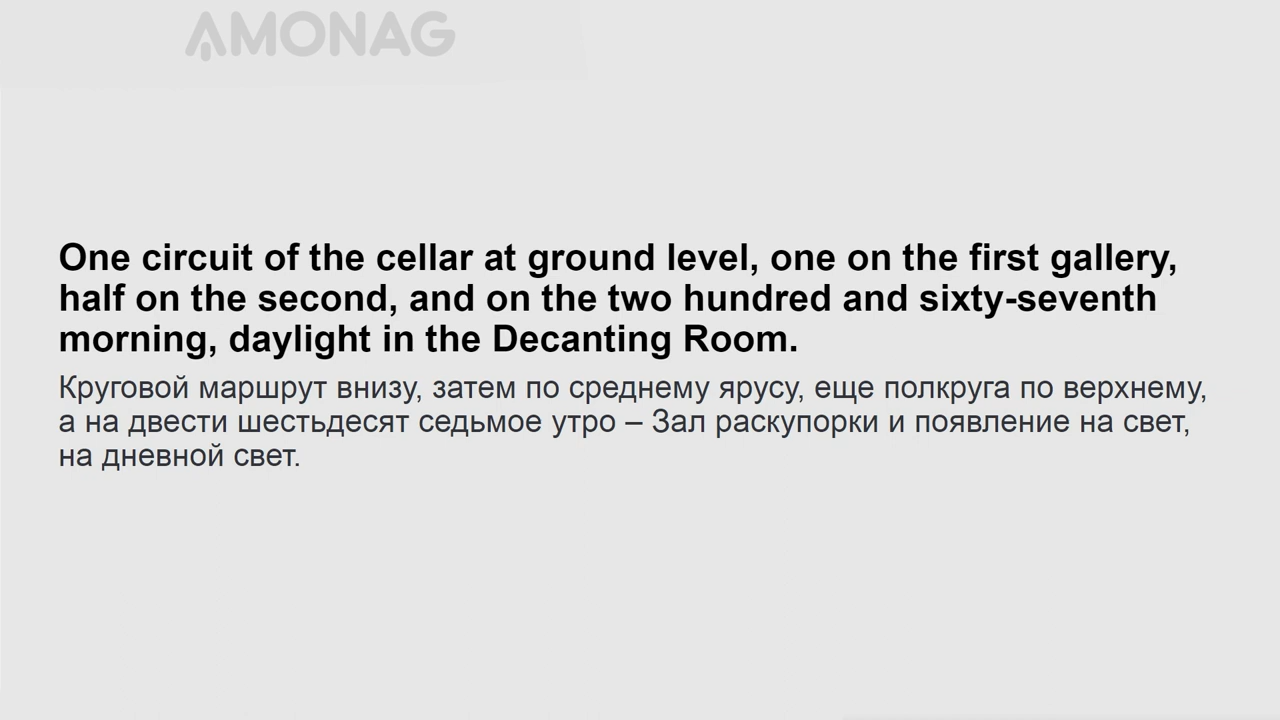 AMONAG
One circuit of the cellar at ground level, one on the first gallery,
half on the second, and on the two hundred and sixty-seventh
morning, daylight in the Decanting Room.
Круговой маршрут внизу, затем по среднему ярусу, еще полкруга по верхнему,
а на двести шестьдесят седьмое утро – Зал раскупорки и появление на свет,
на дневной свет.